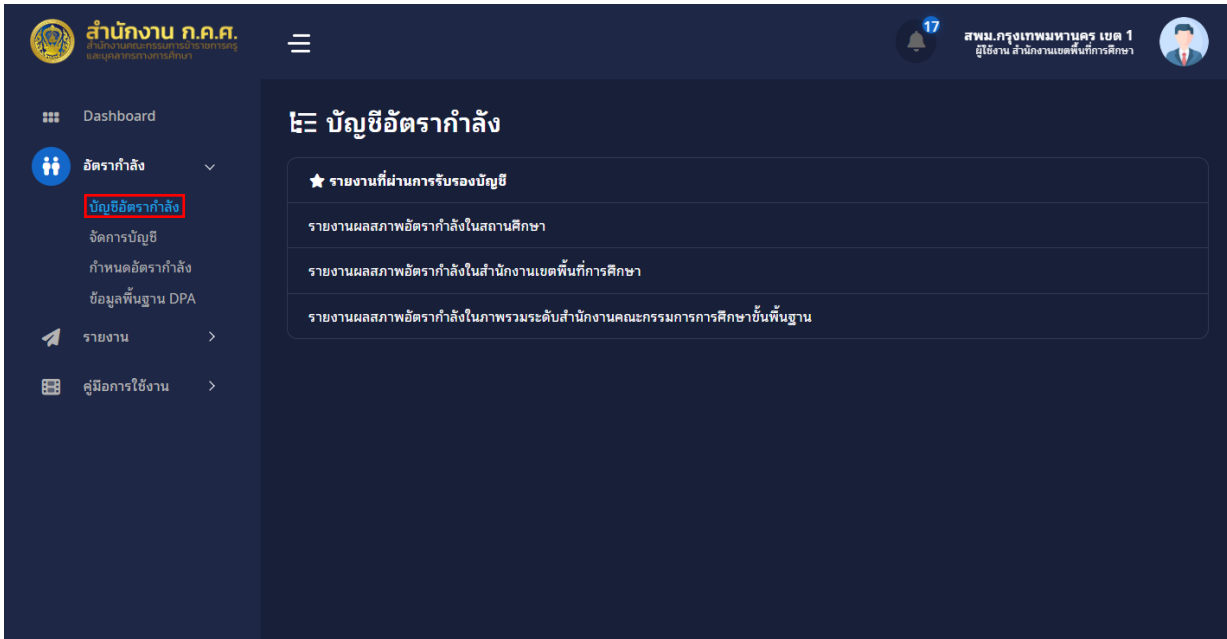 สำนักงาน ก.ค.ศ.
สำนักงานคณะกรรมการข้าราชการครู
และบุคลากรทางการศึกษา
17
สพม.กรุงเทพมหานคร เขต 1
ผู้ใช้งาน สำนักงานเขตพื้นที่การศึกษา
Dashboard
อัตรากำลัง
บัญชีอัตรากำลัง
จัดการบัญชี
กำหนดอัตรากำลัง
ข้อมูลพื้นฐาน DPA
รายงาน
คู่มือการใช้งาน
บัญชีอัตรากำลัง
รายงานที่ผ่านการรับรองบัญชี
รายงานผลสภาพอัตรากำลังในสถานศึกษา
รายงานผลสภาพอัตรากำลังในสำนักงานเขตพื้นที่การศึกษา
รายงานผลสภาพอัตรากำลังในภาพรวมระดับสำนักงานคณะกรรมการการศึกษาขั้นพื้นฐาน